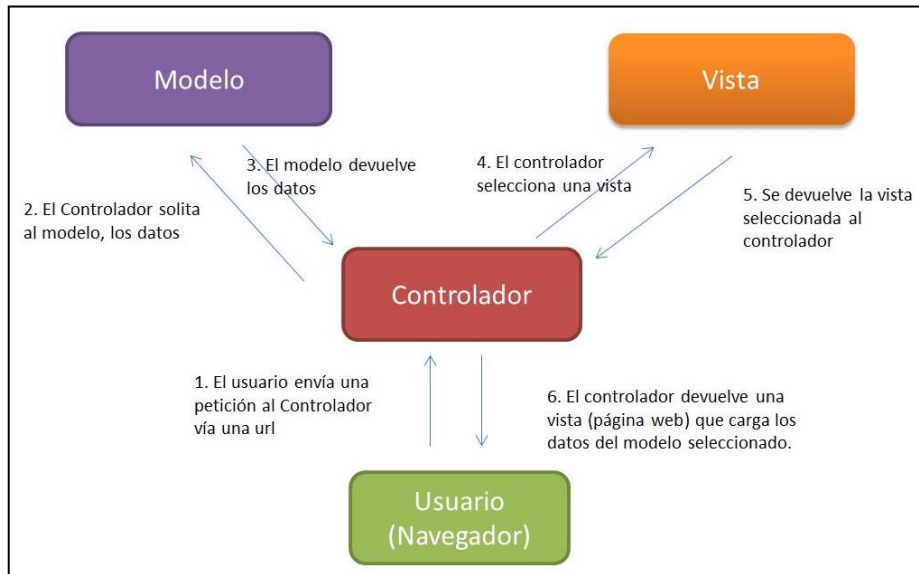 Modelo
Vista
3. El modelo devuelve
los datos
4. El controlador
selecciona una vista
2. El Controlador solita
al modelo, los datos
5. Se devuelve la vista
seleccionada al
controlador
Controlador
1. El usuario envía una
petición al Controlador
vía una url
6. El controlador devuelve una
vista (página web) que carga los
datos del modelo seleccionado.
Usuario
(Navegador)